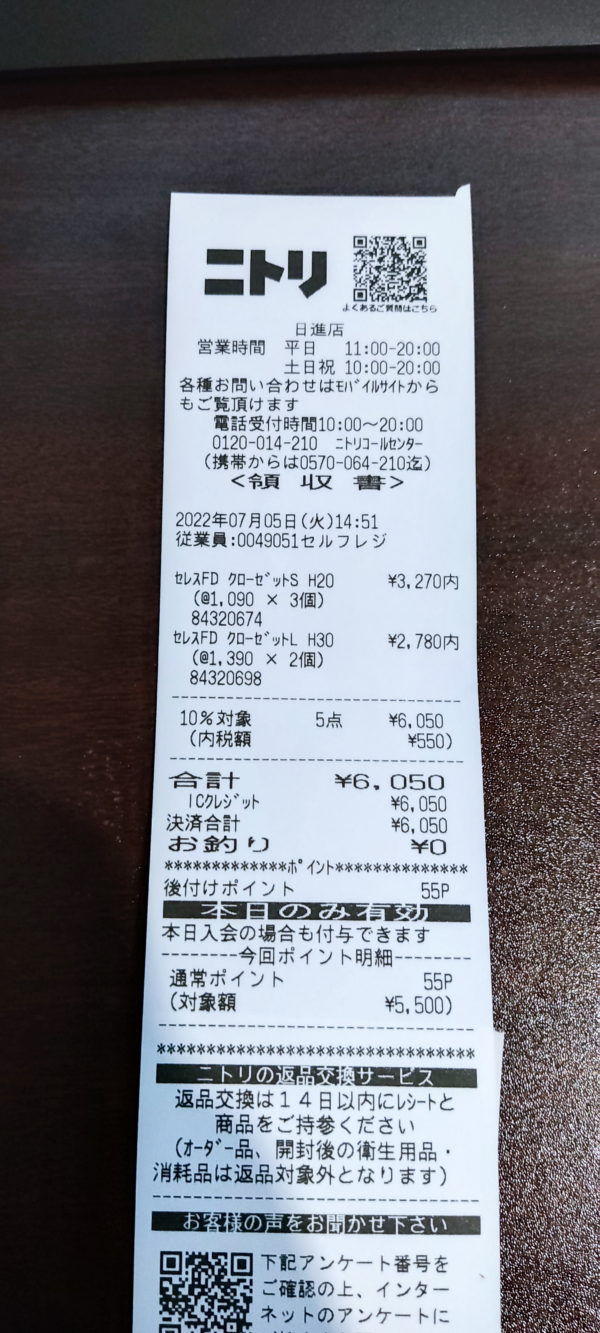 ニトリ
よくあるご質問はこちら
日進店
営業時間 平日 11:00-20:00
土日祝 10:00-20:00
各種お問い合わせはﾓﾊﾞｲﾙサイトから
もご覧頂けます
電話受付時間10:00～20:00
0120-014-210 ﾆﾄﾘｺｰﾙｾﾝﾀｰ
(携帯からは0570-064-210迄)
<領 収 書>
2022年07月05日(火)14:51
従業員:0049051セルフレジ
ｾﾚｽFD ｸﾛｰｾﾞｯﾄS H20 ¥3,270内
(@1,090 × 3個)
84320674
ｾﾚｽFD ｸﾛｰｾﾞｯﾄL H30 ¥2,780内
(@1,390 × 2個)
84320698
10%対象 5点 ¥6,050
(内税額 ¥550)
合計 ¥6,050
ICｸﾚｼﾞｯﾄ ¥6,050
決済合計 ¥6,050
お釣り ¥0
*************ﾎﾟｲﾝﾄ**************
後付けポイント 55P
本日のみ有効
本日入会の場合も付与できます
---------今回ポイント明細--------
通常ポイント 55P
(対象額 ¥5,500)
*********************************
ニトリの返品交換サービス
返品交換は１４日以内にﾚｼｰﾄと
商品をご持参ください
(ｵｰﾀﾞｰ品、開封後の衛生用品・
消耗品は返品対象外となります)
お客様の声をお聞かせ下さい
下記アンケート番号を
ご確認の上、インター
ネットのアンケートに